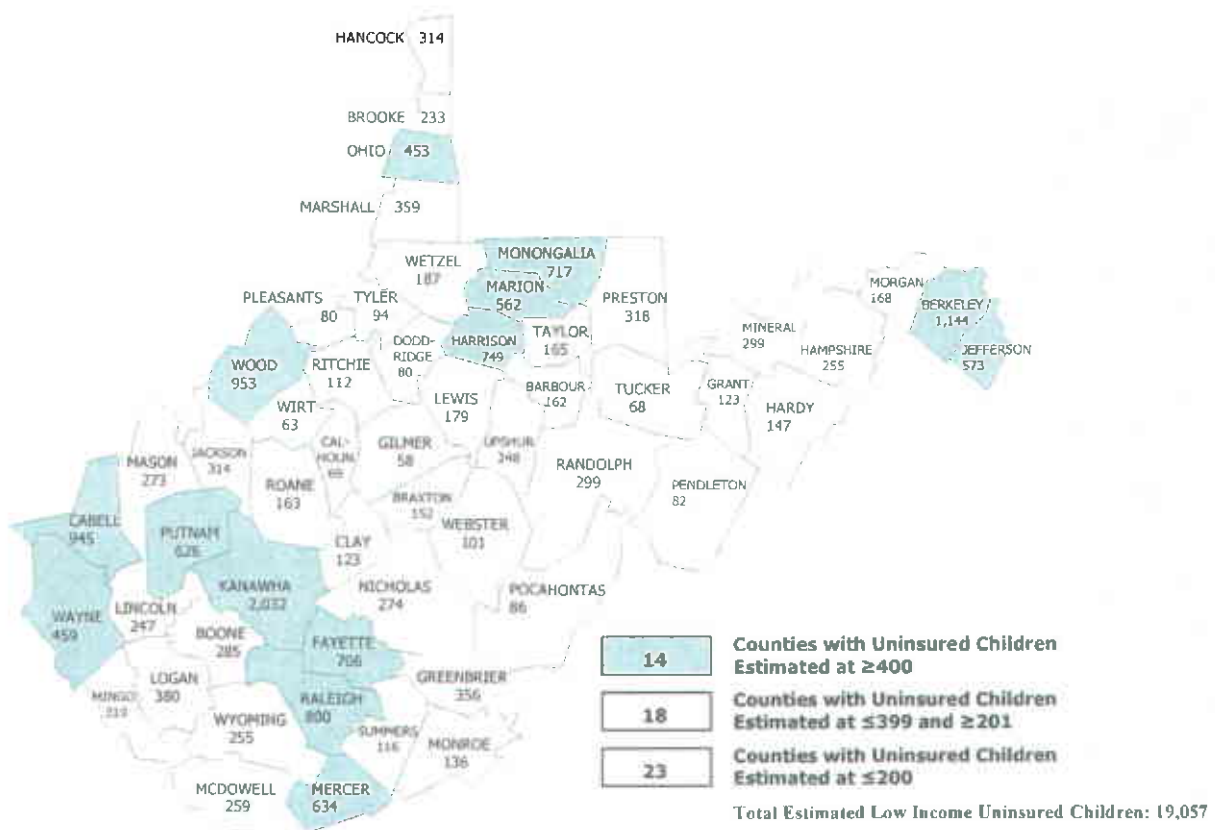 HANCOCK 314
BROOKE 233
OHIO 453
MARSHALL 359
WETZEL
187
MONONGALIA
717
MARION
562
PRESTON
318
MORGAN
168
BERKELEY
1,144
JEFFERSON
573
PLEASANTS
80
TYLER
94
DODD-
RIDGE
80
HARRISON
749
TAYLOR
165
MINERAL
299
HAMPSHIRE
255
WOOD
953
RITCHIE
112
WIRT
63
LEWIS
179
BARBOUR
162
TUCKER
68
GRANT
123
HARDY
147
MASON
273
JACKSON
314
ROANE
163
CAL-
HOUN
GILMER
58
UPSHUR
248
RANDOLPH
299
PENDLETON
82
BRAXTON
152
WEBSTER
101
CABELL
945
PUTNAM
626
CLAY
123
KANAWHA
2,032
NICHOLAS
274
POCAHONTAS
86
WAYNE
459
LINCOLN
247
BOONE
285
FAYETTE
706
GREENBRIER
356
MINGO
LOGAN
380
RALEIGH
800
WYOMING
255
SUMMERS
116
MONROE
136
MCDOWELL
259
MERCER
634
14 Counties with Uninsured Children
Estimated at ≥400
18 Counties with Uninsured Children
Estimated at ≤399 and ≥201
23 Counties with Uninsured Children
Estimated at ≤200
Total Estimated Low Income Uninsured Children: 19,057